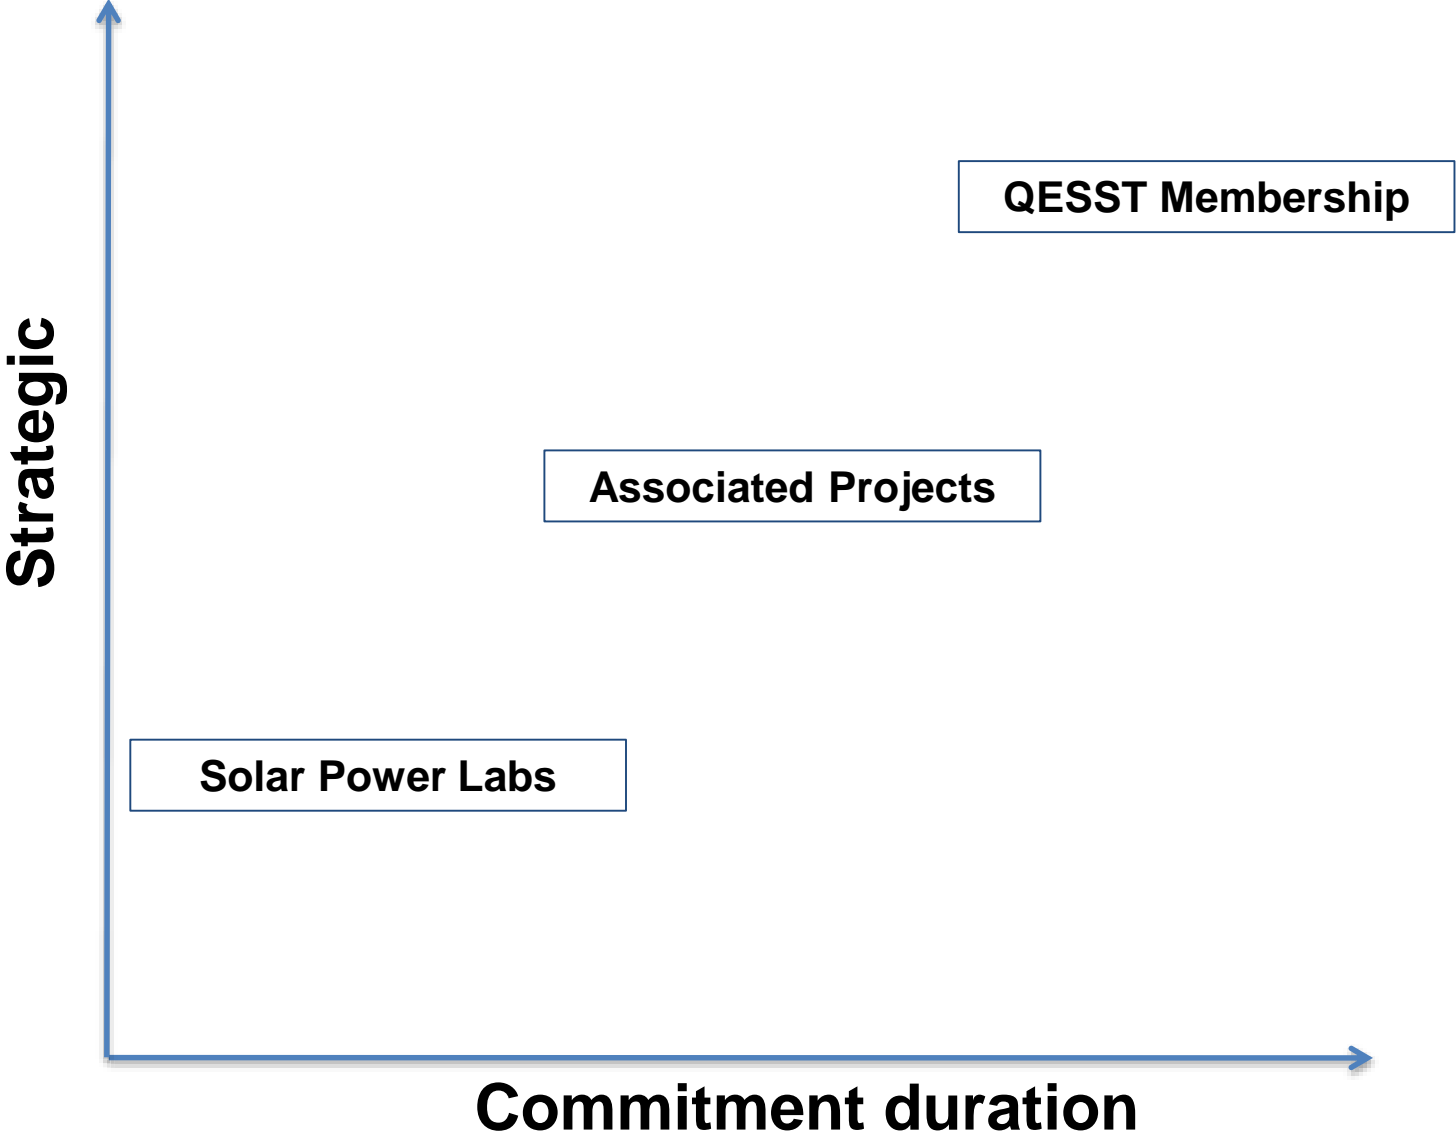 QESST Membership
Strategic
Associated Projects
Solar Power Labs
Commitment duration